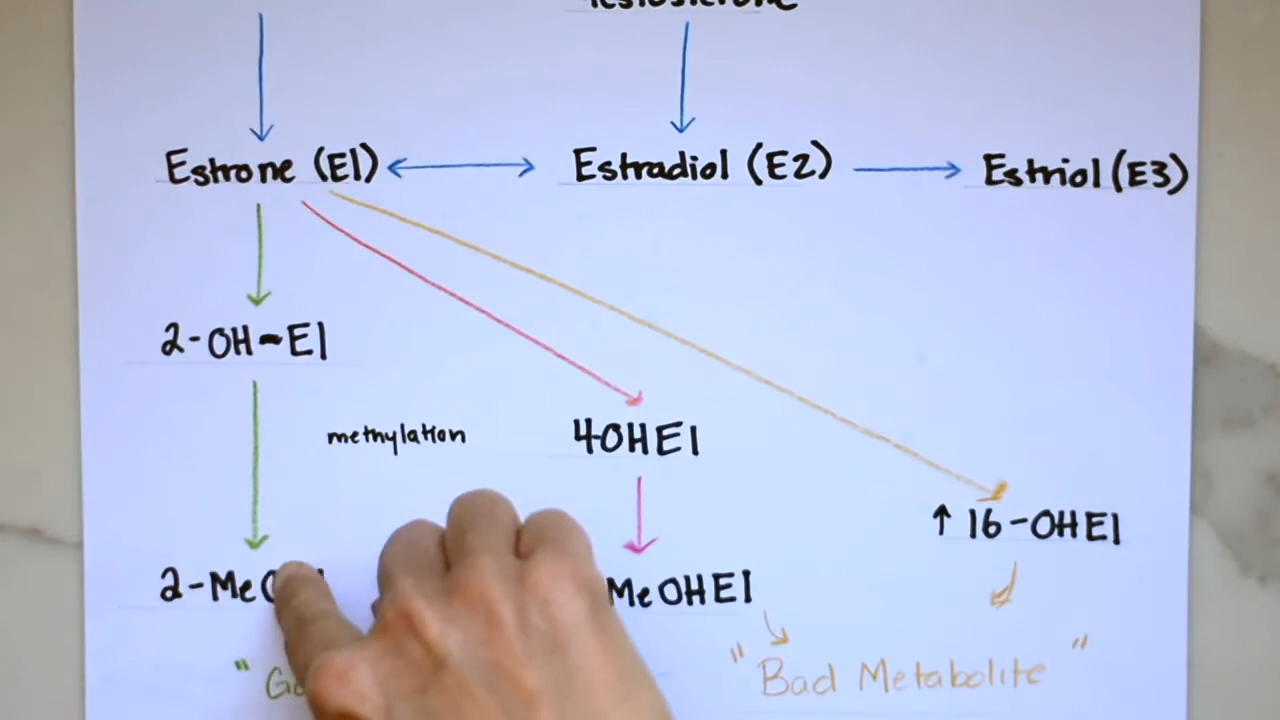 Estrone (E1) Estradiol (E2) Estriol (E3)
2-OH-E1
methylation 4OHE1
↑ 16-OHE1
MeOHE1
" Bad Metabolite "